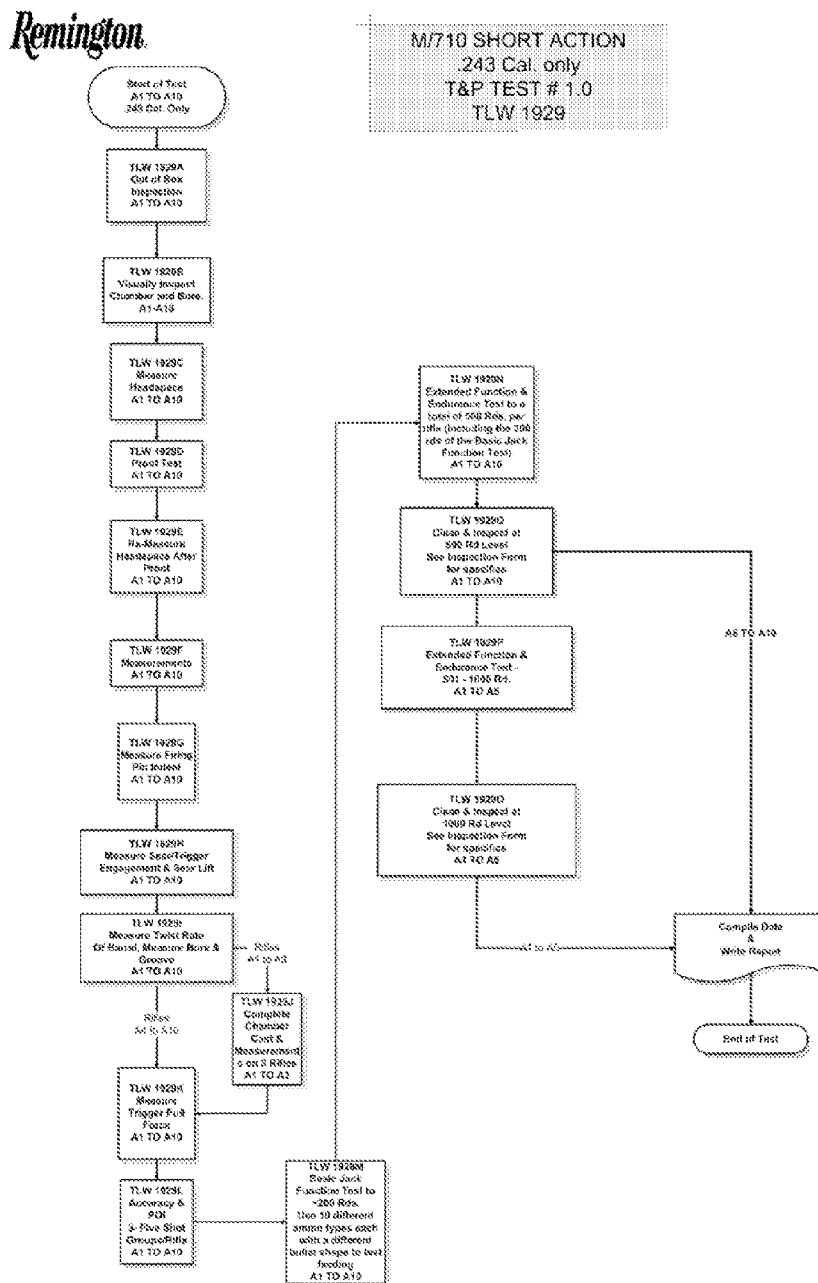 Remington
M/710 SHORT ACTION
.243 Cal. only
T&P TEST # 1.0
TLW 1929
Start of Test
A1 TO A10
.243 Cal. Only
TLW 1929A
Out of Box
Inspection
A1 TO A10
TLW 1929B
Visually Inspect
Chamber and Bore.
A1-A10
TLW 1929C
Measure
Headspace
A1 TO A10
TLW 1929D
Proof Test
A1 TO A10
TLW 1929E
Re-Measure
Headspace After
Proof
A1 TO A10
TLW 1929F
Measurements
A1 TO A10
TLW 1929G
Measure Firing
Pin Indent
A1 TO A10
TLW 1929H
Measure Sear/Trigger
Engagement & Sear Lift
A1 TO A10
TLW 1929I
Measure Twist Rate
Of Barrel, Measure Bore &
Groove
A1 TO A10
Rifles
A1 to A3
Rifles
A4 to A10
TLW 1929J
Complete
Chamber
Cast &
Measurement
s on 3 Rifles
A1 TO A3
TLW 1929K
Measure
Trigger Pull
Force
A1 TO A10
TLW 1929L
Accuracy &
POI
3- Five Shot
Groups/Rifle
A1 TO A10
TLW 1929M
Basic Jack
Function Test to
~200 Rds.
Use 10 different
ammo types each
with a different
bullet shape to test
feeding
A1 TO A10
TLW 1929N
Extended Function &
Endurance Test to a
total of 500 Rds. per
rifle (including the 200
rds of the Basic Jack
Function Test)
A1 TO A10
TLW 1929O
Clean & Inspect at
500 Rd Level
See Inspection Form
for specifics
A1 TO A10
A6 TO A10
TLW 1929P
Extended Function &
Endurance Test -
501 - 1000 Rd.
A1 TO A5
Clean & Inspect at
1000 Rd Level
See Inspection Form
for specifics
A1 TO A5
A1 to A5
Compile Data
&
Write Report
End of Test